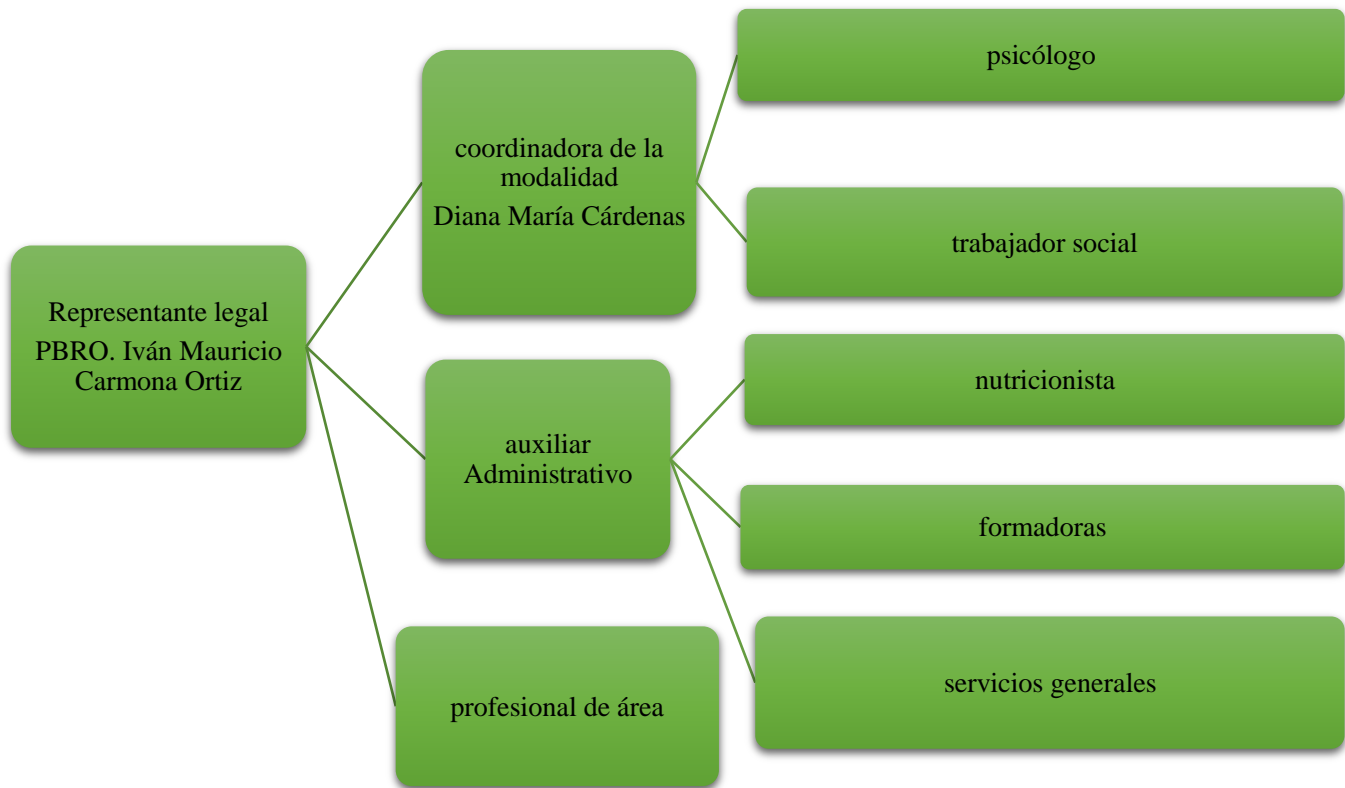 Representante legal
PBRO. Iván Mauricio
Carmona Ortiz
coordinadora de la
modalidad
Diana María Cárdenas
psicólogo
trabajador social
auxiliar
Administrativo
nutricionista
formadoras
servicios generales
profesional de área